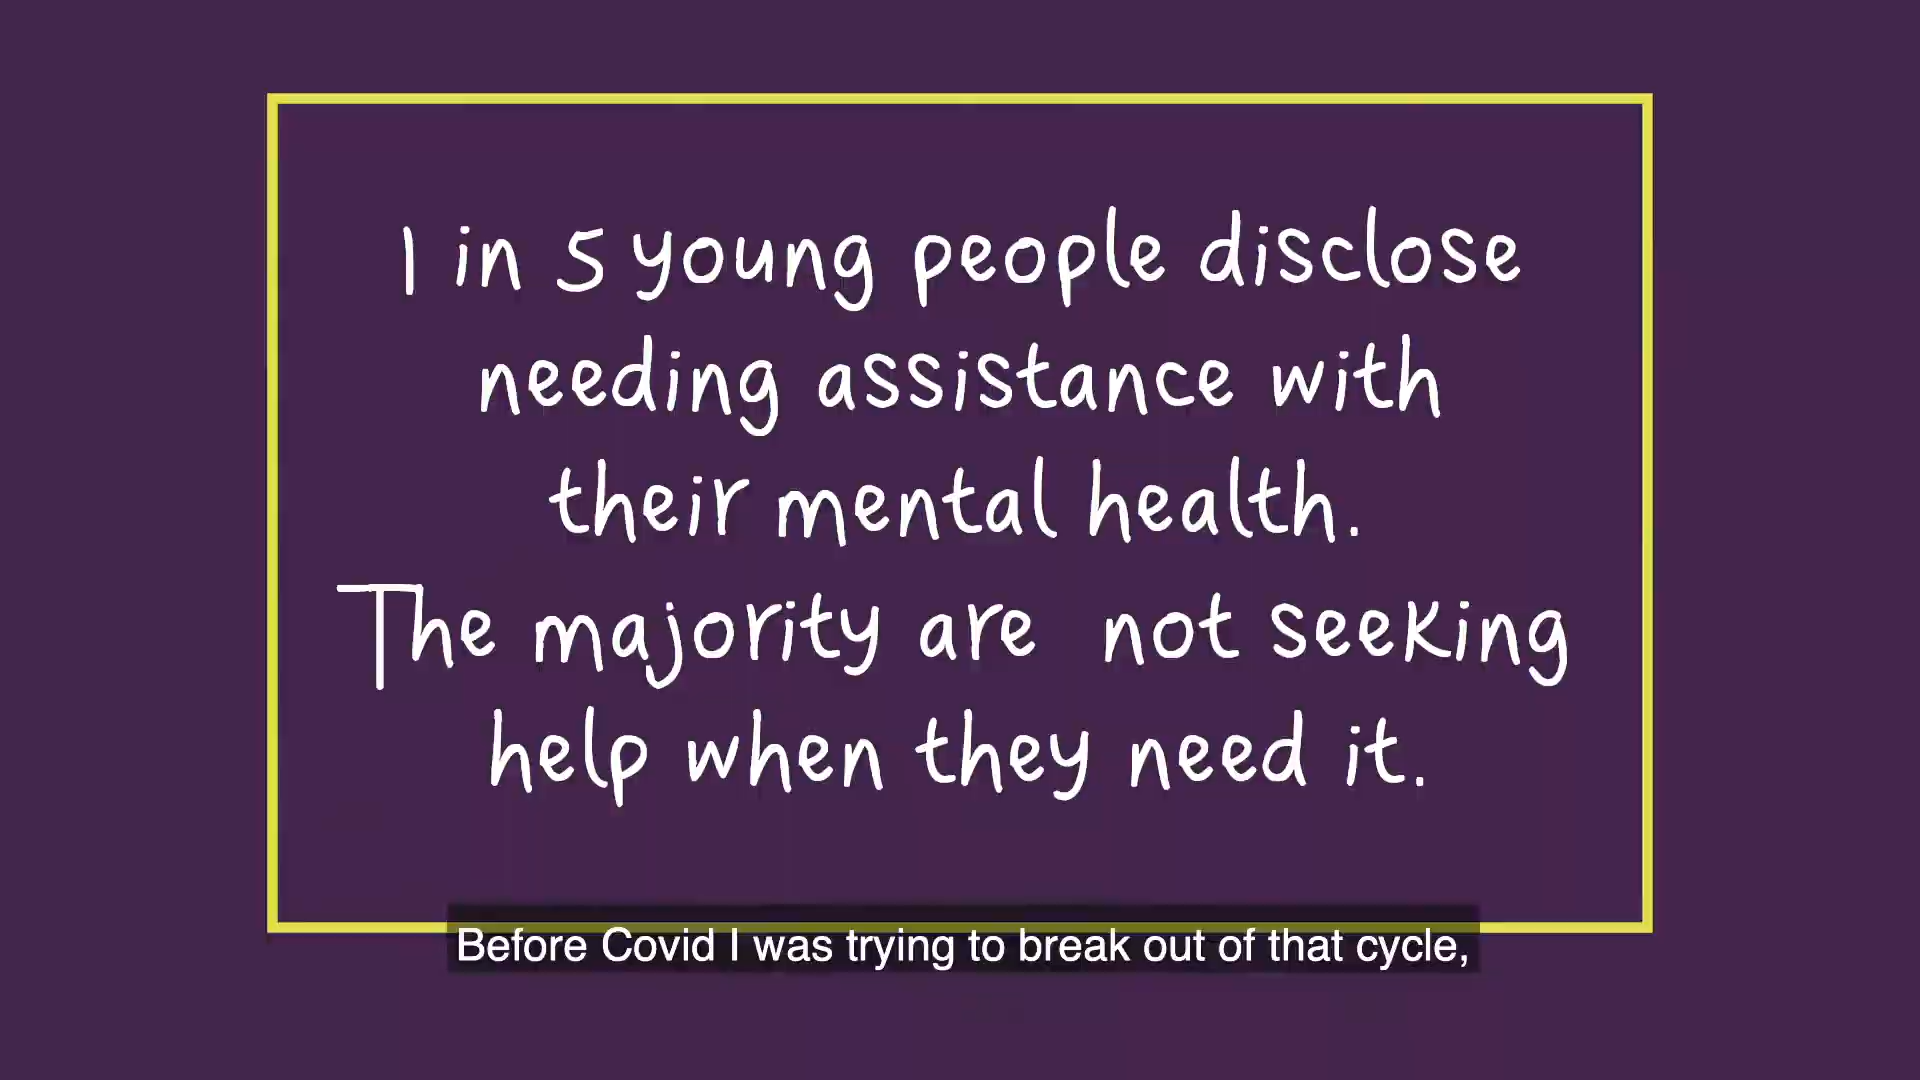 1 in 5 young people disclose
needing assistance with
their mental health.
The majority are not seeking
help when they need it.
Before Covid I was trying to break out of that cycle,